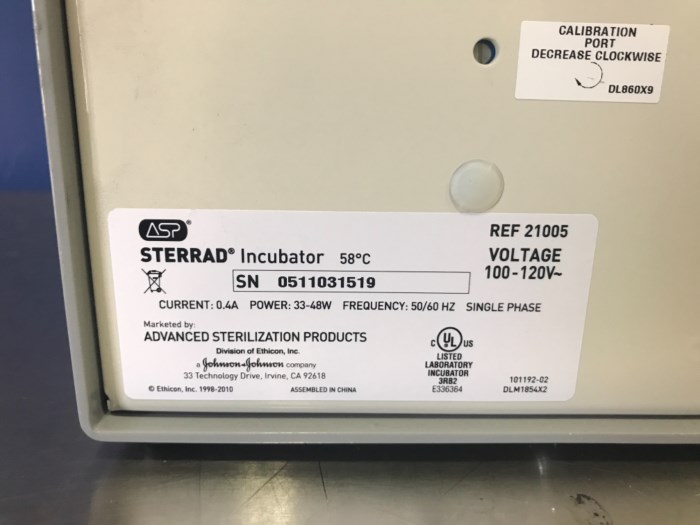 CALIBRATION
PORT
DECREASE CLOCKWISE
DL860X9
ASP®
REF 21005
STERRAD® Incubator 58°C
VOLTAGE
100-120V~
SN 0511031519
CURRENT: 0.4A POWER: 33-48W FREQUENCY: 50/60 HZ SINGLE PHASE
Marketed by:
ADVANCED STERILIZATION PRODUCTS
Division of Ethicon, Inc.
a Johnson & Johnson company
33 Technology Drive, Irvine, CA 92618
© Ethicon, Inc. 1998-2010 ASSEMBLED IN CHINA
C UL US
LISTED
LABORATORY
INCUBATOR
3RB2
E336364
101192-02
DLM1854X2